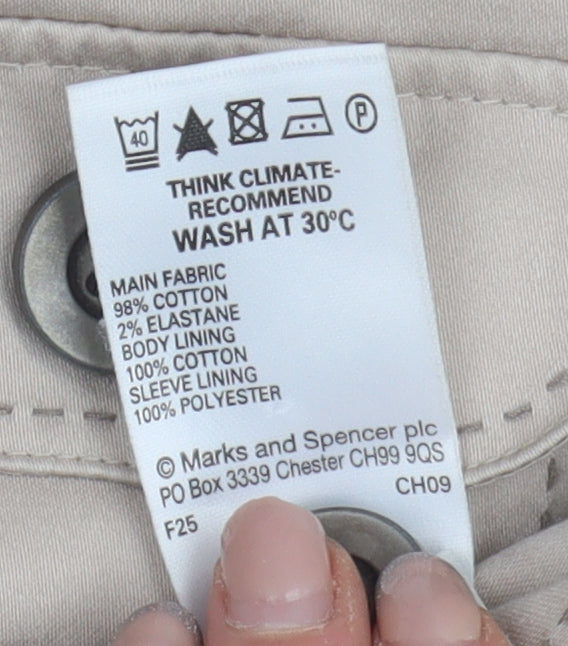 40
P
THINK CLIMATE-
RECOMMEND
WASH AT 30ºC
MAIN FABRIC
98% COTTON
2% ELASTANE
BODY LINING
100% COTTON
SLEEVE LINING
100% POLYESTER
© Marks and Spencer plc
PO Box 3339 Chester CH99 9QS
CH09
F25